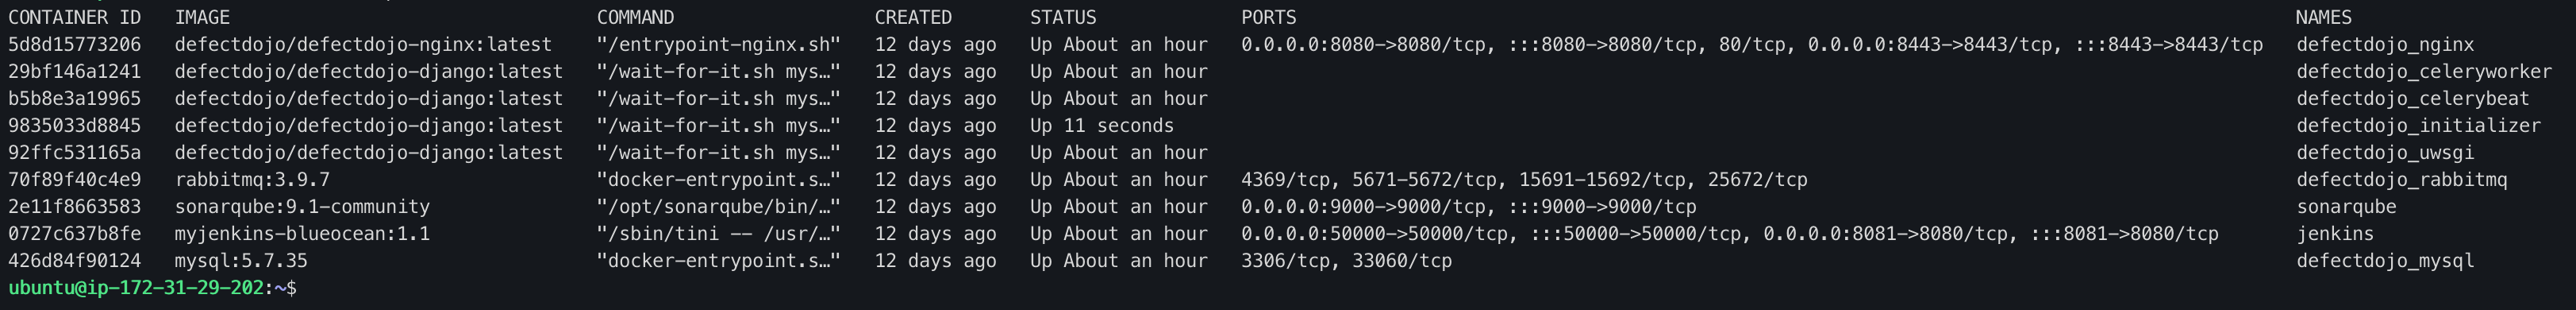 CONTAINER ID   IMAGE                               COMMAND                  CREATED       STATUS              PORTS                                                                                      NAMES
5d8d15773206   defectdojo/defectdojo-nginx:latest    "/entrypoint-nginx.sh"   12 days ago   Up About an hour    0.0.0.0:8080->8080/tcp, :::8080->8080/tcp, 80/tcp, 0.0.0.0:8443->8443/tcp, :::8443->8443/tcp   defectdojo_nginx
29bf146a1241   defectdojo/defectdojo-django:latest   "/wait-for-it.sh mys…"   12 days ago   Up About an hour   defectdojo_celeryworker
b5b8e3a19965   defectdojo/defectdojo-django:latest   "/wait-for-it.sh mys…"   12 days ago   Up About an hour   defectdojo_celerybeat
9835033d8845   defectdojo/defectdojo-django:latest   "/wait-for-it.sh mys…"   12 days ago   Up 11 seconds   defectdojo_initializer
92ffc531165a   defectdojo/defectdojo-django:latest   "/wait-for-it.sh mys…"   12 days ago   Up About an hour   defectdojo_uwsgi
70f89f40c4e9   rabbitmq:3.9.7   "docker-entrypoint.s…"   12 days ago   Up About an hour   4369/tcp, 5671-5672/tcp, 15691-15692/tcp, 25672/tcp   defectdojo_rabbitmq
2e11f8663583   sonarqube:9.1-community   "/opt/sonarqube/bin/…"   12 days ago   Up About an hour   0.0.0.0:9000->9000/tcp, :::9000->9000/tcp   sonarqube
0727c637b8fe   myjenkins-blueocean:1.1   "/sbin/tini -- /usr/…"   12 days ago   Up About an hour   0.0.0.0:50000->50000/tcp, :::50000->50000/tcp, 0.0.0.0:8081->8080/tcp, :::8081->8080/tcp   jenkins
426d84f90124   mysql:5.7.35   "docker-entrypoint.s…"   12 days ago   Up About an hour   3306/tcp, 33060/tcp   defectdojo_mysql
ubuntu@ip-172-31-29-202:~$